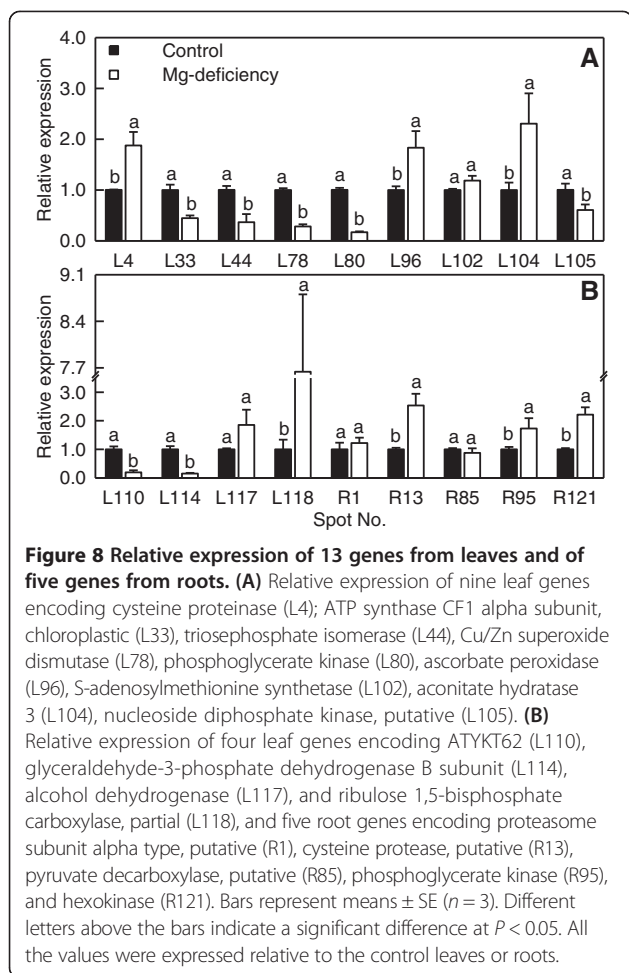 4.0
Control
Mg-deficiency
A
3.0
2.0
1.0
0.0
Relative expression
b a a b a b a b a b b a a a b a a b
L4 L33 L44 L78 L80 L96 L102 L104 L105
9.1
B
8.4
7.7
3.0
2.0
1.0
0.0
Relative expression
a b a b a a b a a a b a a a b a b a
L110 L114 L117 L118 R1 R13 R85 R95 R121
Spot No.
Figure 8 Relative expression of 13 genes from leaves and of
five genes from roots. (A) Relative expression of nine leaf genes
encoding cysteine proteinase (L4); ATP synthase CF1 alpha subunit,
chloroplastic (L33), triosephosphate isomerase (L44), Cu/Zn superoxide
dismutase (L78), phosphoglycerate kinase (L80), ascorbate peroxidase
(L96), S-adenosylmethionine synthetase (L102), aconitate hydratase
3 (L104), nucleoside diphosphate kinase, putative (L105). (B)
Relative expression of four leaf genes encoding ATYKT62 (L110),
glyceraldehyde-3-phosphate dehydrogenase B subunit (L114),
alcohol dehydrogenase (L117), and ribulose 1,5-bisphosphate
carboxylase, partial (L118), and five root genes encoding proteasome
subunit alpha type, putative (R1), cysteine protease, putative (R13),
pyruvate decarboxylase, putative (R85), phosphoglycerate kinase (R95),
and hexokinase (R121). Bars represent means ± SE (n = 3). Different
letters above the bars indicate a significant difference at P < 0.05. All
the values were expressed relative to the control leaves or roots.